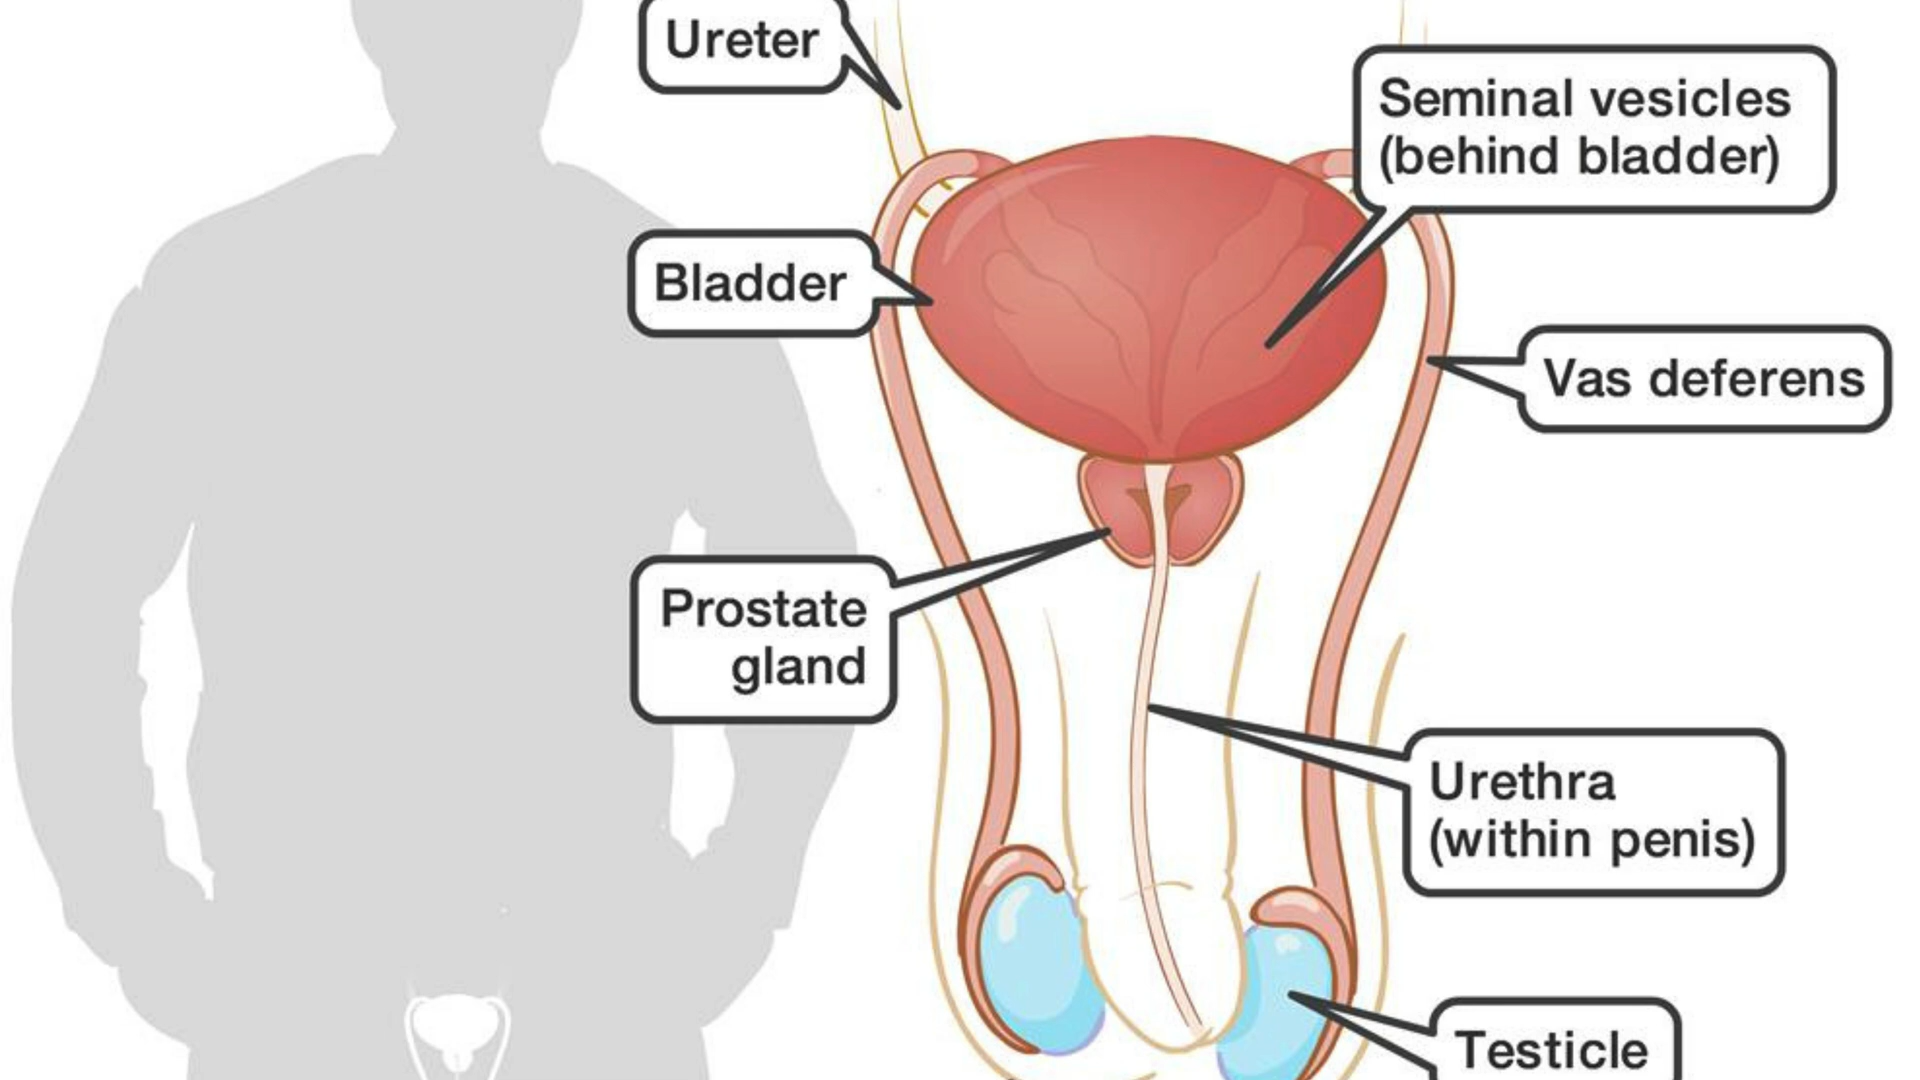 Ureter
Seminal vesicles
(behind bladder)
Bladder
Vas deferens
Prostate
gland
Urethra
(within penis)
Testicle